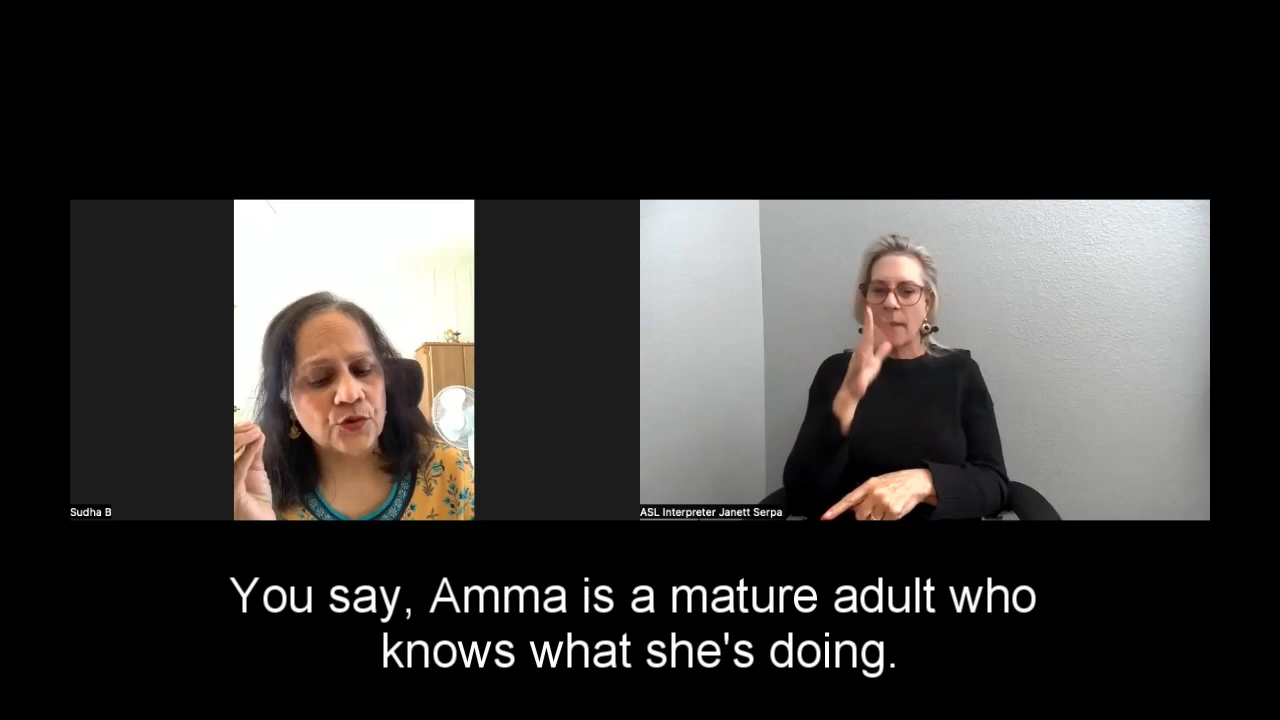 Sudha B
ASL Interpreter Janett Serpa
You say, Amma is a mature adult who
knows what she's doing.